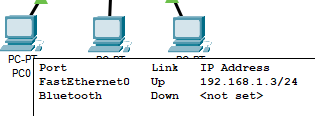 PC-PT
PC0
Port Link IP Address
FastEthernet0 Up 192.168.1.3/24
Bluetooth Down <not set>